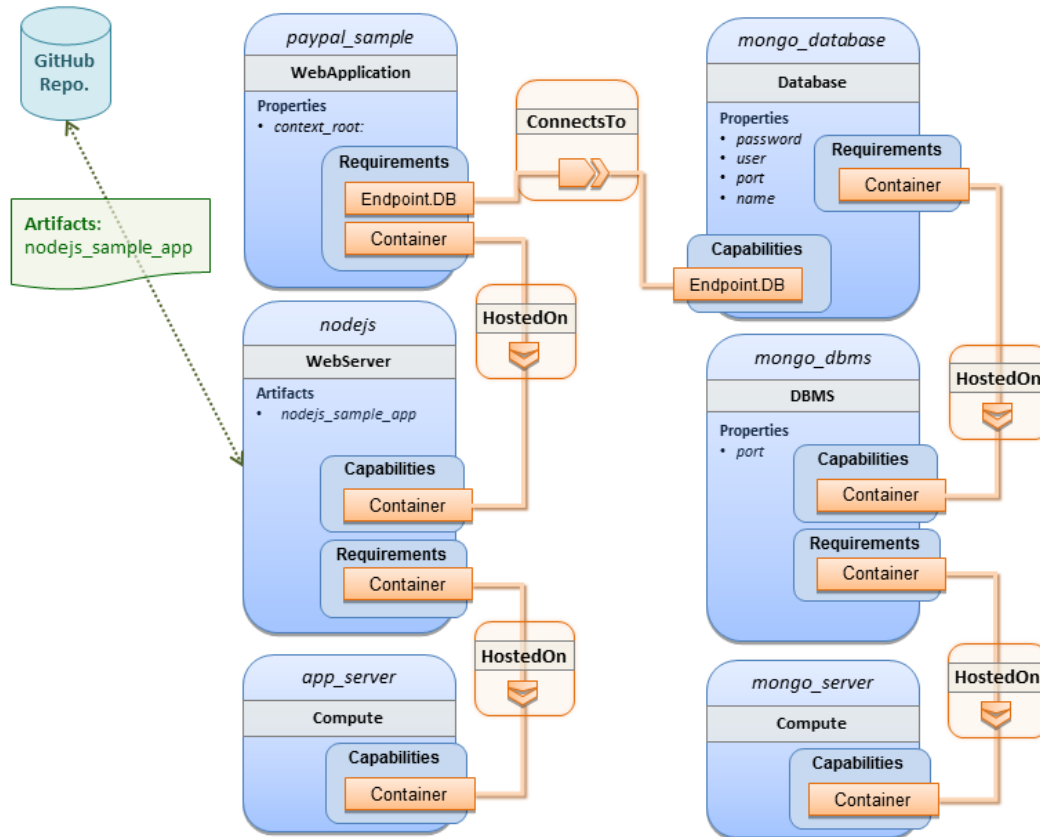 GitHub
Repo.
Artifacts:
nodejs_sample_app
paypal_sample
WebApplication
Properties
• context_root:
Requirements
Endpoint.DB
Container
ConnectsTo
mongo_database
Database
Properties
• password
• user
• port
• name
Requirements
Container
Capabilities
Endpoint.DB
HostedOn
nodejs
WebServer
Artifacts
• nodejs_sample_app
Capabilities
Container
Requirements
Container
mongo_dbms
DBMS
Properties
• port
Capabilities
Container
Requirements
Container
HostedOn
HostedOn
app_server
Compute
Capabilities
Container
mongo_server
Compute
Capabilities
Container
HostedOn